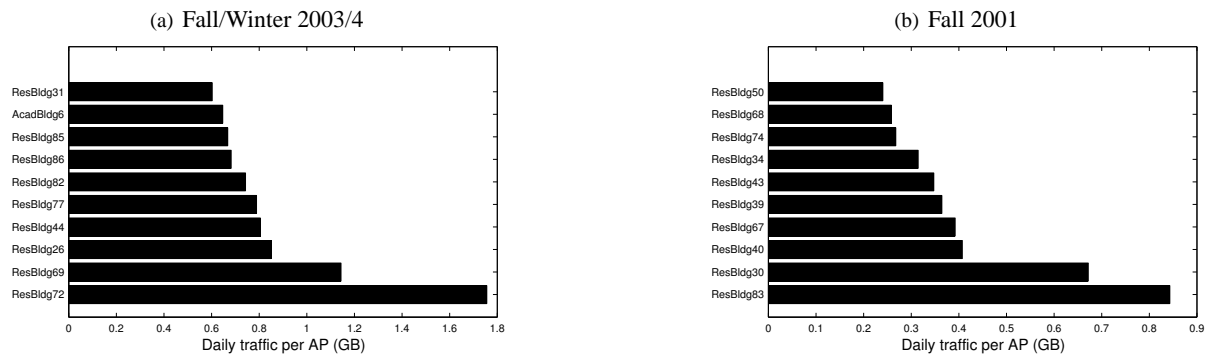 (a) Fall/Winter 2003/4
ResBldg31
AcadBldg6
ResBldg85
ResBldg86
ResBldg82
ResBldg77
ResBldg44
ResBldg26
ResBldg69
ResBldg72
0 0.2 0.4 0.6 0.8 1 1.2 1.4 1.6 1.8
Daily traffic per AP (GB)
(b) Fall 2001
ResBldg50
ResBldg68
ResBldg74
ResBldg34
ResBldg43
ResBldg39
ResBldg67
ResBldg40
ResBldg30
ResBldg83
0 0.1 0.2 0.3 0.4 0.5 0.6 0.7 0.8 0.9
Daily traffic per AP (GB)